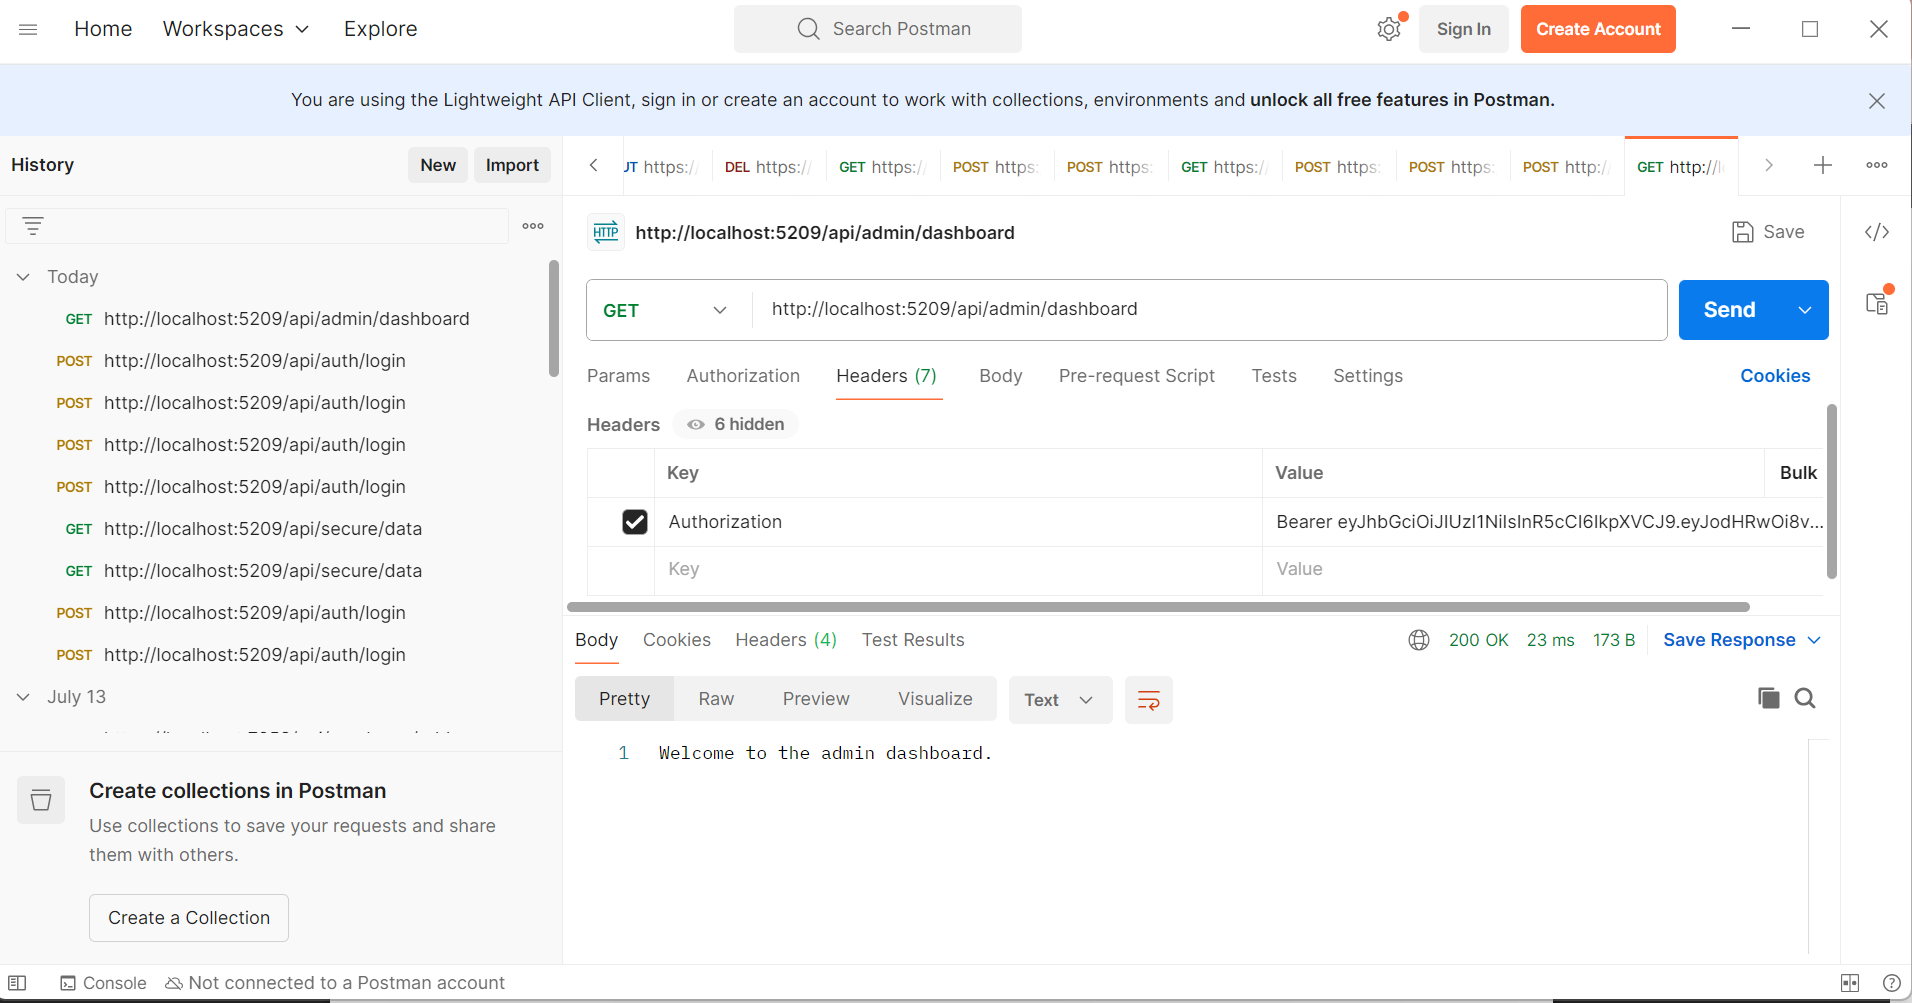 Home Workspaces Explore
Search Postman
Sign In Create Account
You are using the Lightweight API Client, sign in or create an account to work with collections, environments and unlock all free features in Postman.
History New Import
UT https:// DEL https:// GET https:// POST https: POST https: GET https:// POST https: POST https: POST http:// GET http://l
Today
GET http://localhost:5209/api/admin/dashboard
POST http://localhost:5209/api/auth/login
POST http://localhost:5209/api/auth/login
POST http://localhost:5209/api/auth/login
POST http://localhost:5209/api/auth/login
GET http://localhost:5209/api/secure/data
GET http://localhost:5209/api/secure/data
POST http://localhost:5209/api/auth/login
POST http://localhost:5209/api/auth/login
July 13
Create collections in Postman
Use collections to save your requests and share
them with others.
Create a Collection
HTTP http://localhost:5209/api/admin/dashboard Save
GET http://localhost:5209/api/admin/dashboard Send
Params Authorization Headers (7) Body Pre-request Script Tests Settings Cookies
Headers 6 hidden
Key Value Bulk
Authorization Bearer eyJhbGciOiJIUzI1NiIsInR5cCI6IkpXVCJ9.eyJodHRwOi8v...
Key Value
Body Cookies Headers (4) Test Results 200 OK 23 ms 173 B Save Response
Pretty Raw Preview Visualize Text
1 Welcome to the admin dashboard.
Console Not connected to a Postman account